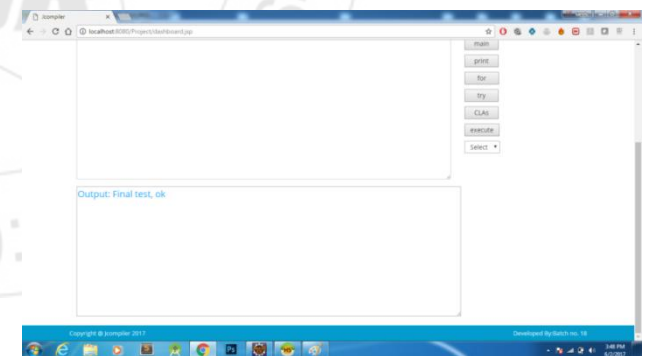 Jcompiler
localhost:8080/Project/dashboard.jsp
main
print
for
try
CLAs
execute
Select
Output: Final test, ok
Copyright @ Jcompiler 2017
Developed By:Batch no. 18
3:48 PM